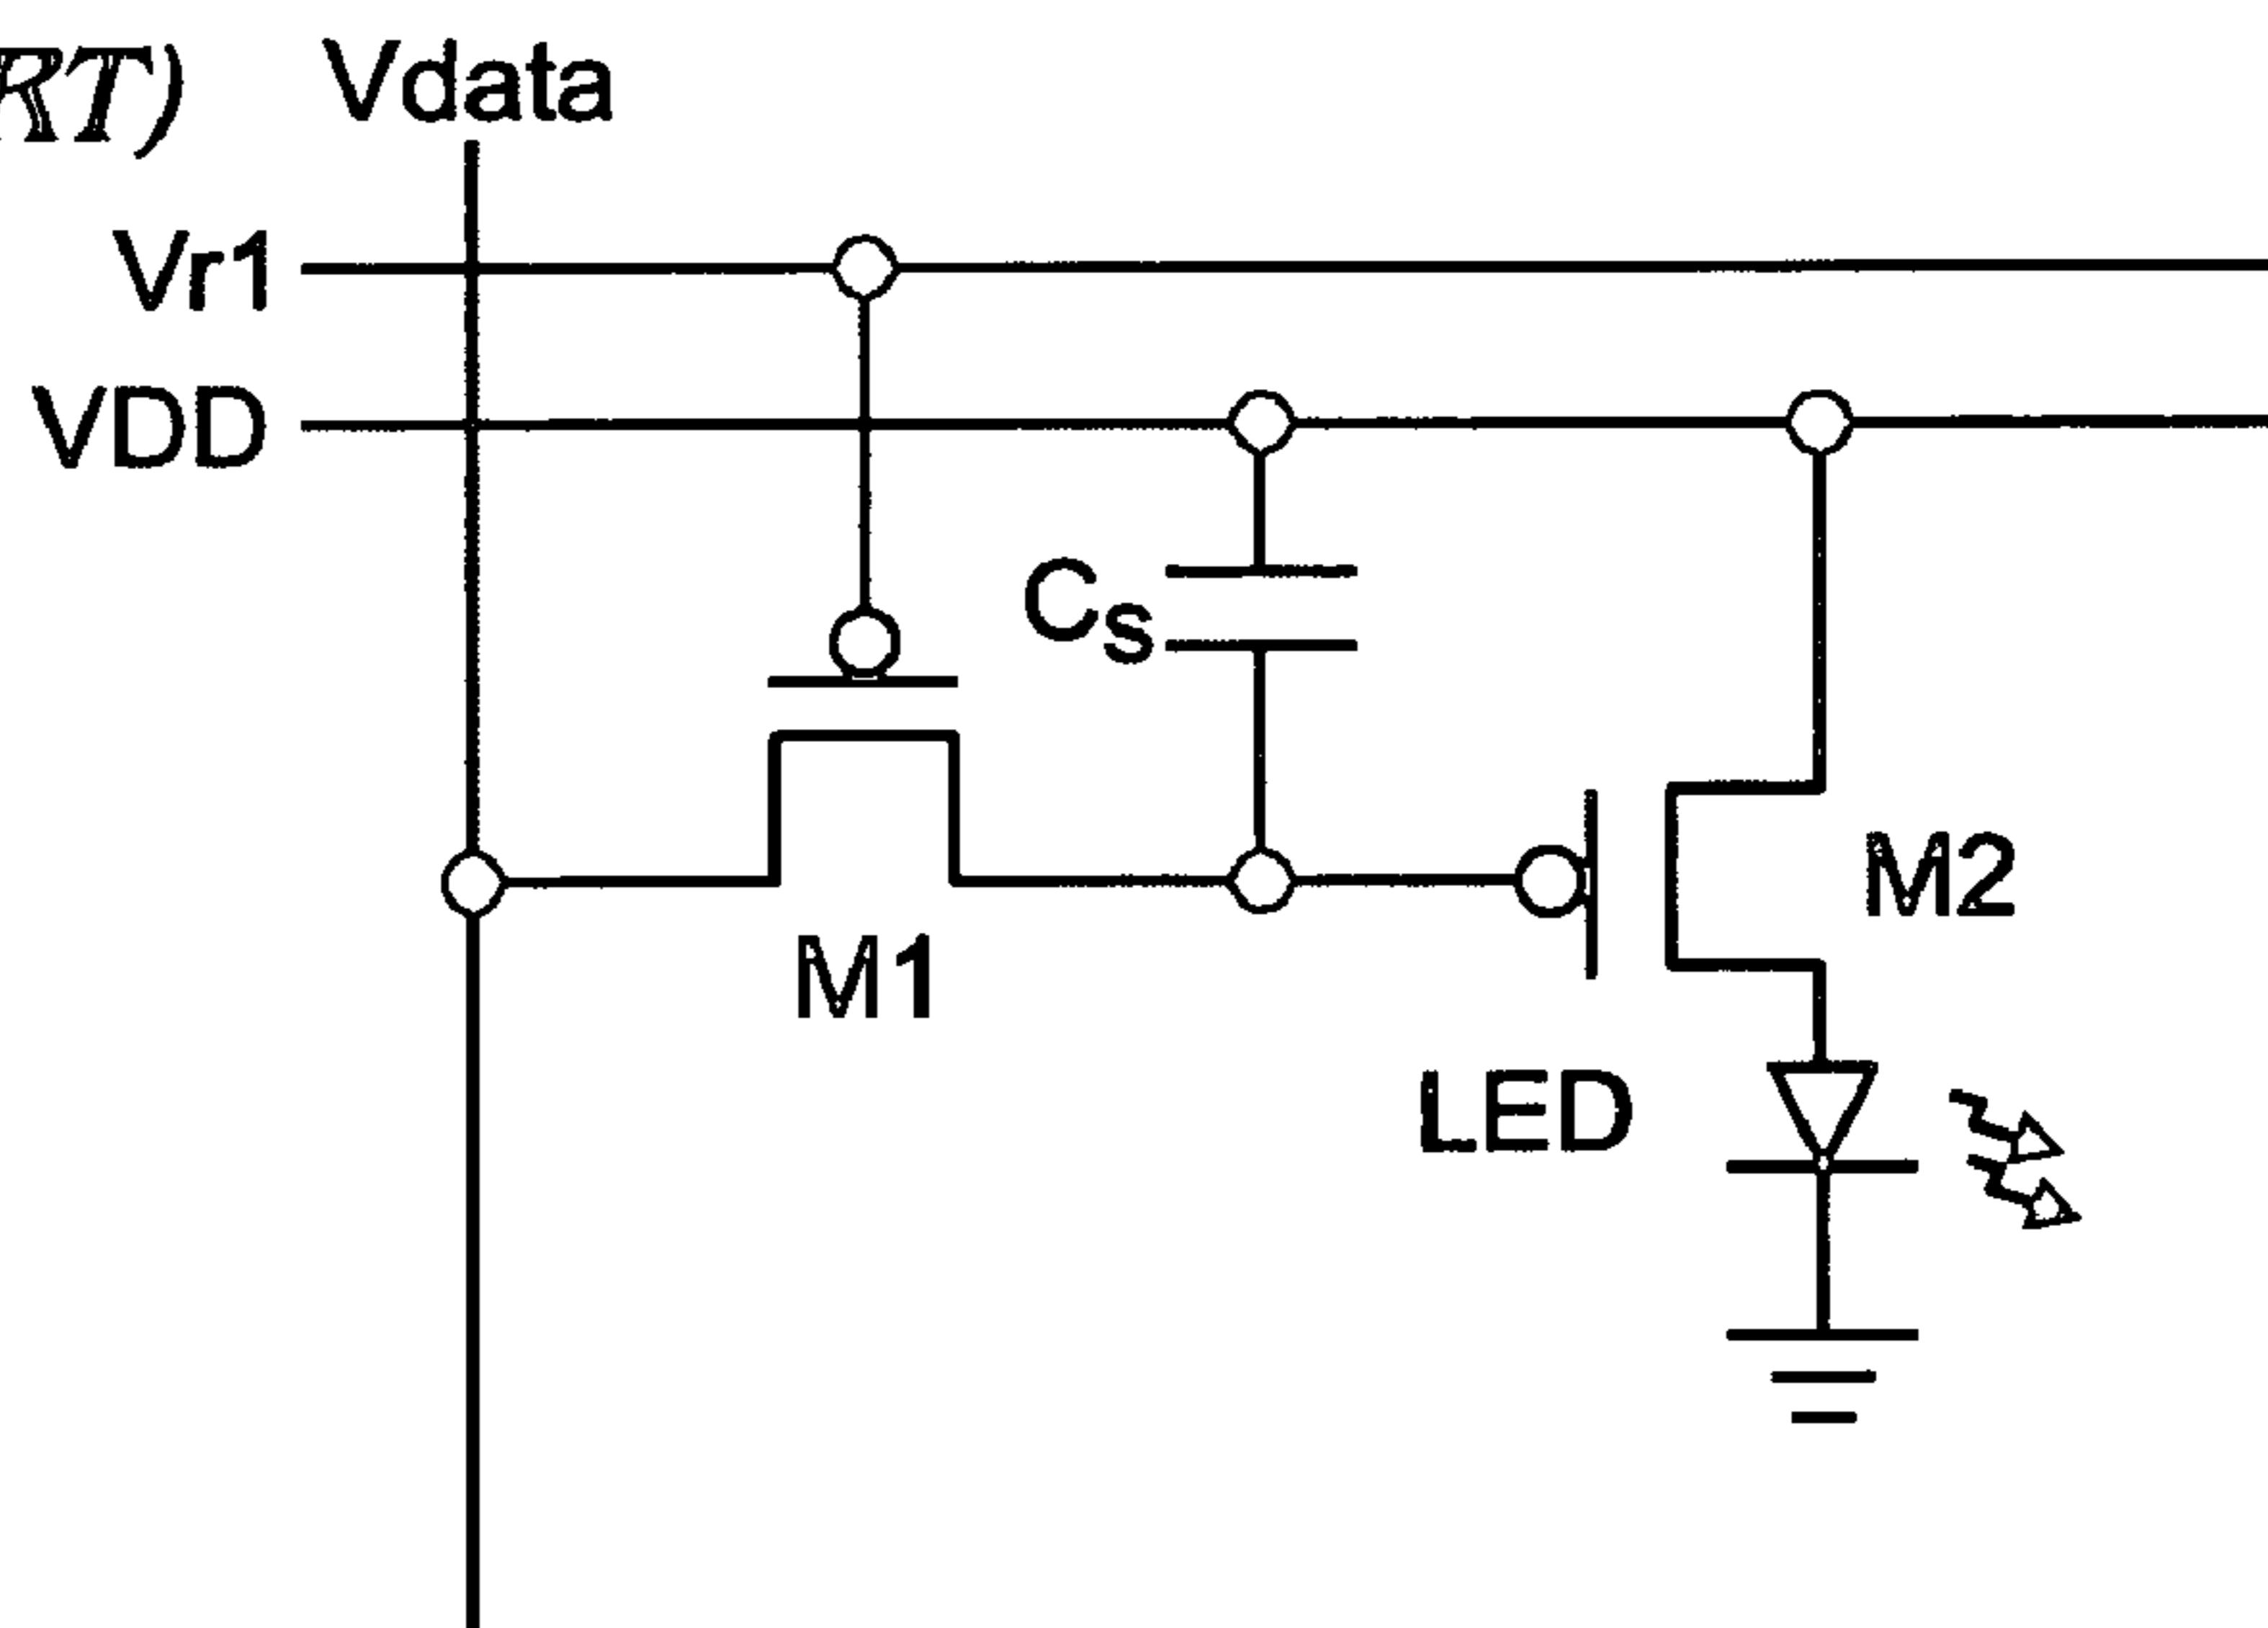 RT)
Vdata
Vr1
VDD
CS
M1
M2
LED